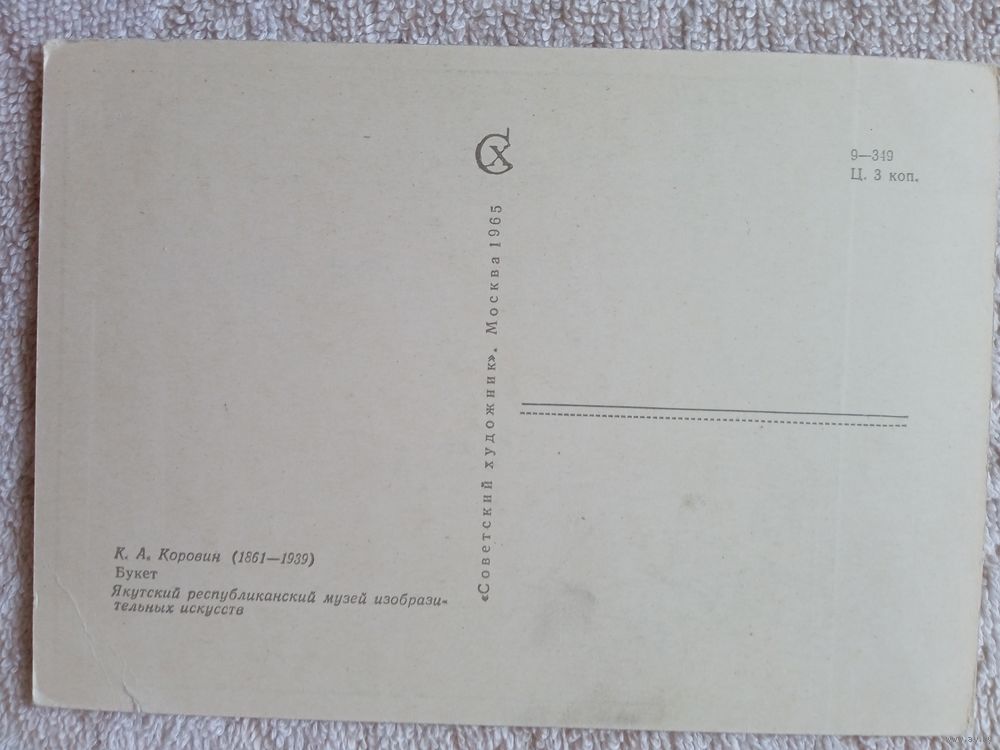 СХ
9—349
Ц. 3 коп.
«Советский художник». Москва 1965
К. А. Коровин (1861—1939)
Букет
Якутский республиканский музей изобрази-
тельных искусств